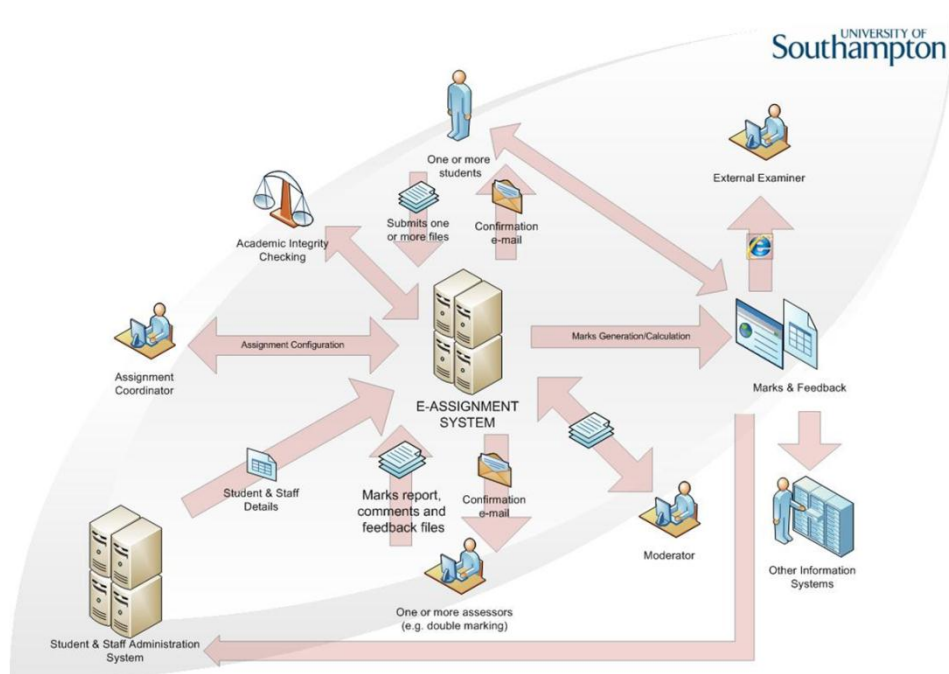 UNIVERSITY OF
Southampton
One or more
students
External Examiner
Submits one
or more files
Confirmation
e-mail
Academic Integrity
Checking
Assignment Configuration
Marks Generation/Calculation
Assignment
Coordinator
Marks & Feedback
E-ASSIGNMENT
SYSTEM
Student & Staff
Details
Marks report,
comments and
feedback files
Confirmation
e-mail
Moderator
Other Information
Systems
One or more assessors
(e.g. double marking)
Student & Staff Administration
System